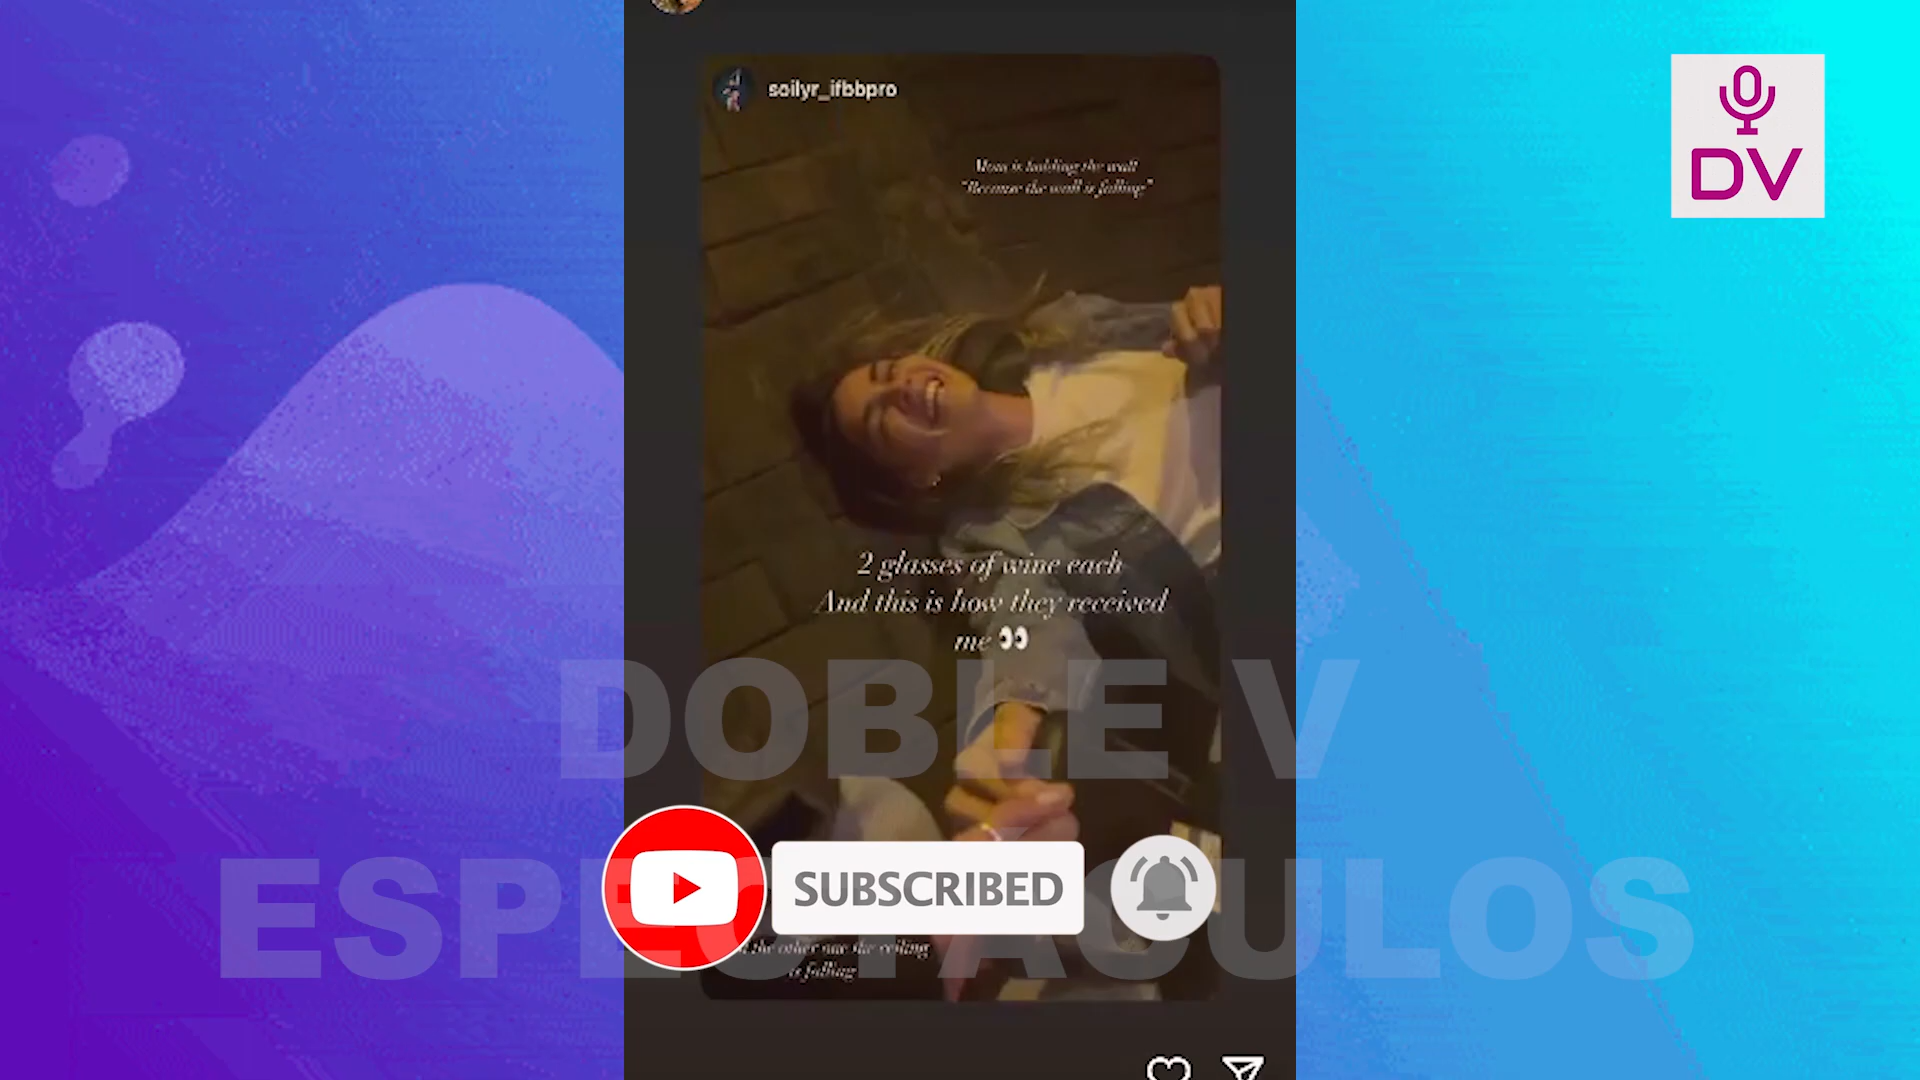 soilyr_ifbbpro
DV
Mom is holding the wall
"Because the wall is falling"
2 glasses of wine each
And this is how they received
me 👀
DOBLE V
ESPECTÁCULOS
SUBSCRIBED
the other one the ceiling
is falling